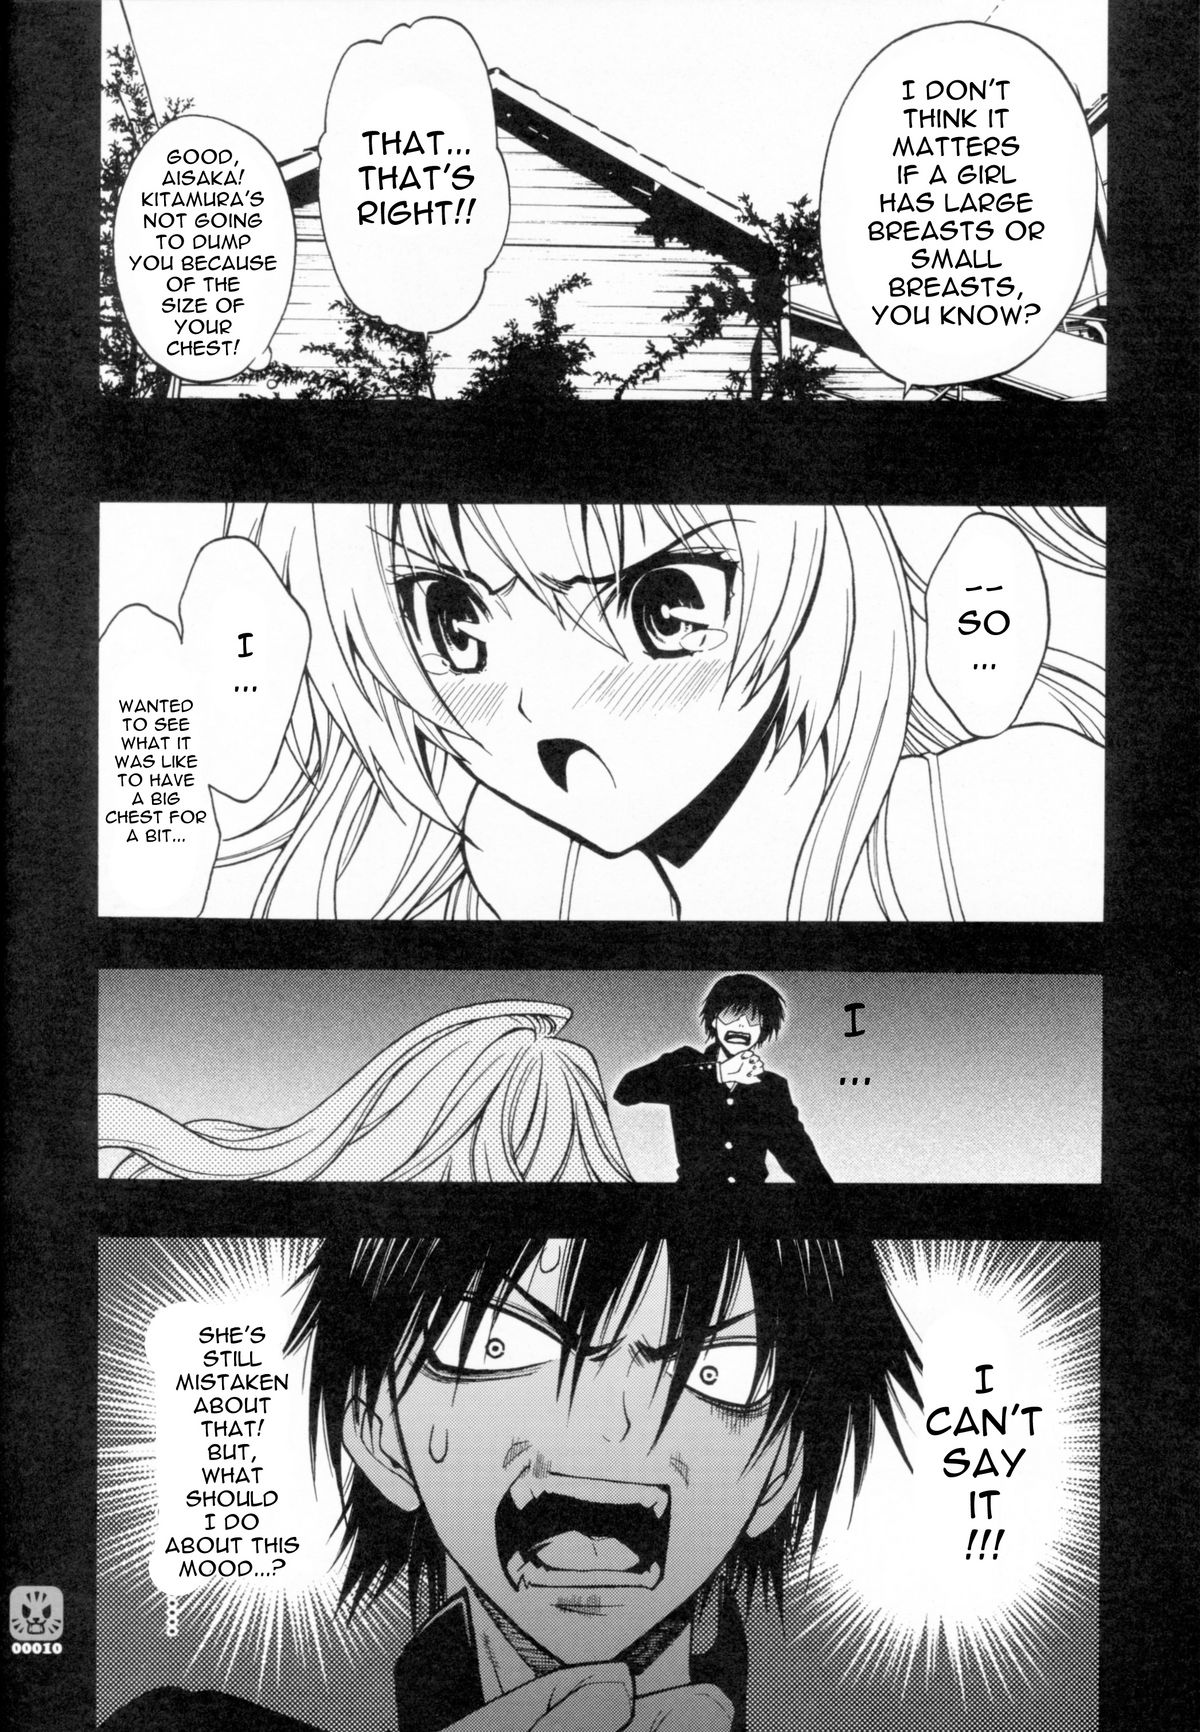 I DON'T
THINK IT
MATTERS
IF A GIRL
HAS LARGE
BREASTS OR
SMALL
BREASTS,
YOU KNOW?
THAT...
THAT'S
RIGHT!!
GOOD,
AISAKA!
KITAMURA'S
NOT GOING
TO DUMP
YOU BECAUSE
OF THE
SIZE OF
YOUR
CHEST!
--
SO
...
I
...
WANTED
TO SEE
WHAT IT
WAS LIKE
TO HAVE
A BIG
CHEST FOR
A BIT...
I
...
I
CAN'T
SAY
IT
!!!
SHE'S
STILL
MISTAKEN
ABOUT
THAT!
BUT,
WHAT
SHOULD
I DO
ABOUT THIS
MOOD...?
00010